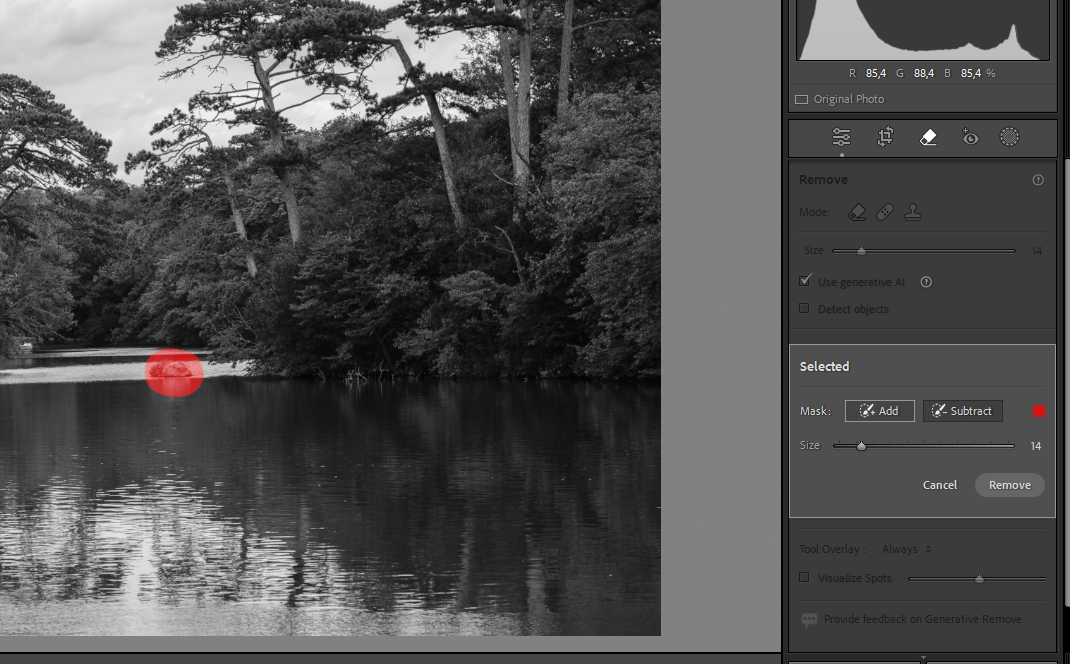 R 85,4 G 88,4 B 85,4 %
Original Photo
Remove
Mode:
Size 14
Use generative AI
Detect objects
Selected
Mask: Add Subtract
Size 14
Cancel Remove
Tool Overlay : Always
Visualize Spots
Provide feedback on Generative Remove